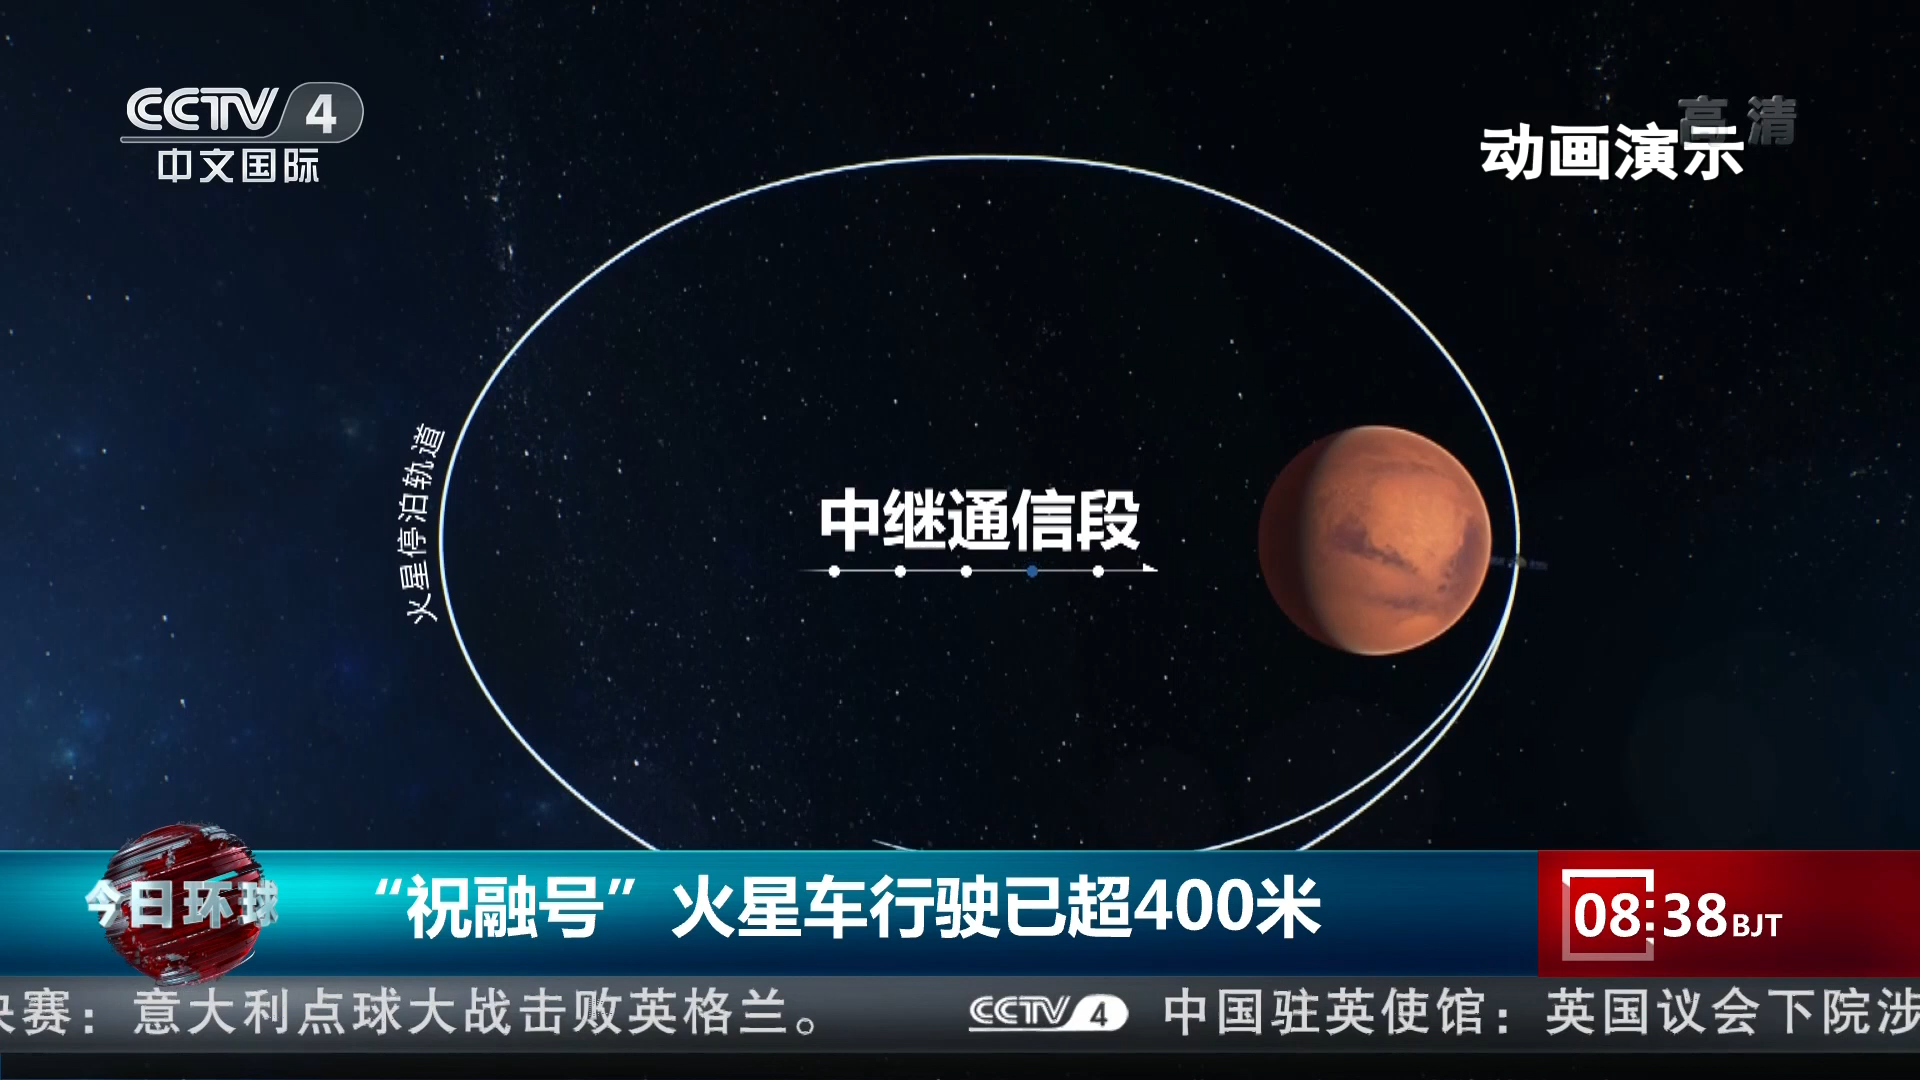 CCTV 4
中文国际
高清
动画演示
火星停泊轨道
中继通信段
今日环球
“祝融号”火星车行驶已超400米
08:38BJT
决赛：意大利点球大战击败英格兰。 CCTV 4 中国驻英使馆：英国议会下院涉